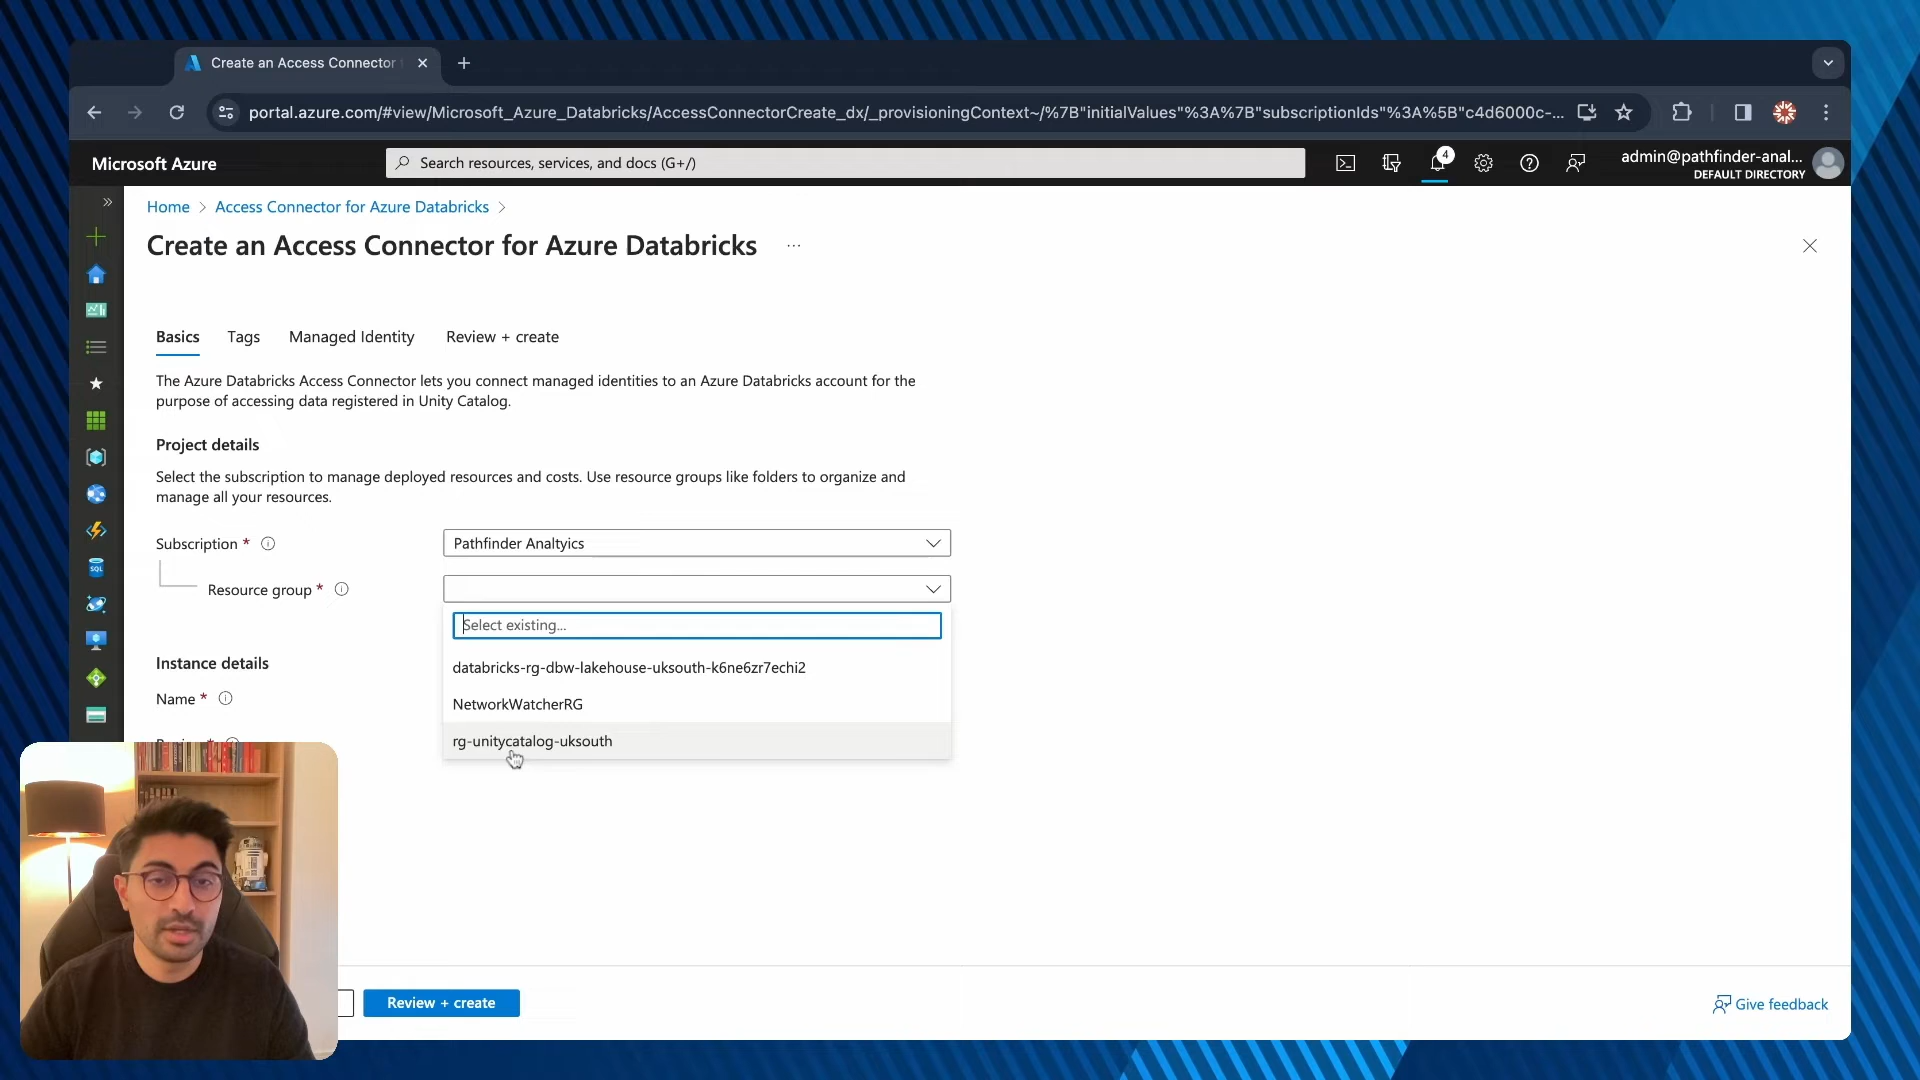 Create an Access Connector
portal.azure.com/#view/Microsoft_Azure_Databricks/AccessConnectorCreate_dx/_provisioningContext~/%7B"initialValues"%3A%7B"subscriptionIds"%3A%5B"c4d6000c-...
Microsoft Azure
Search resources, services, and docs (G+/)
4
admin@pathfinder-anal...
DEFAULT DIRECTORY
Home > Access Connector for Azure Databricks >
Create an Access Connector for Azure Databricks ...
Basics Tags Managed Identity Review + create
The Azure Databricks Access Connector lets you connect managed identities to an Azure Databricks account for the
purpose of accessing data registered in Unity Catalog.
Project details
Select the subscription to manage deployed resources and costs. Use resource groups like folders to organize and
manage all your resources.
Subscription *
Pathfinder Analtyics
Resource group *
Select existing...
databricks-rg-dbw-lakehouse-uksouth-k6ne6zr7echi2
NetworkWatcherRG
rg-unitycatalog-uksouth
Instance details
Name *
SQL
Review + create
Give feedback